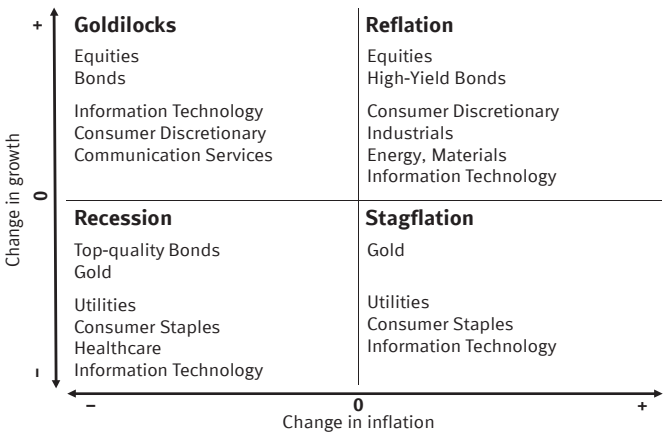 Change in growth
+
0
–
Goldilocks
Equities
Bonds
Information Technology
Consumer Discretionary
Communication Services
Reflation
Equities
High-Yield Bonds
Consumer Discretionary
Industrials
Energy, Materials
Information Technology
Recession
Top-quality Bonds
Gold
Utilities
Consumer Staples
Healthcare
Information Technology
Stagflation
Gold
Utilities
Consumer Staples
Information Technology
–
0
+
Change in inflation